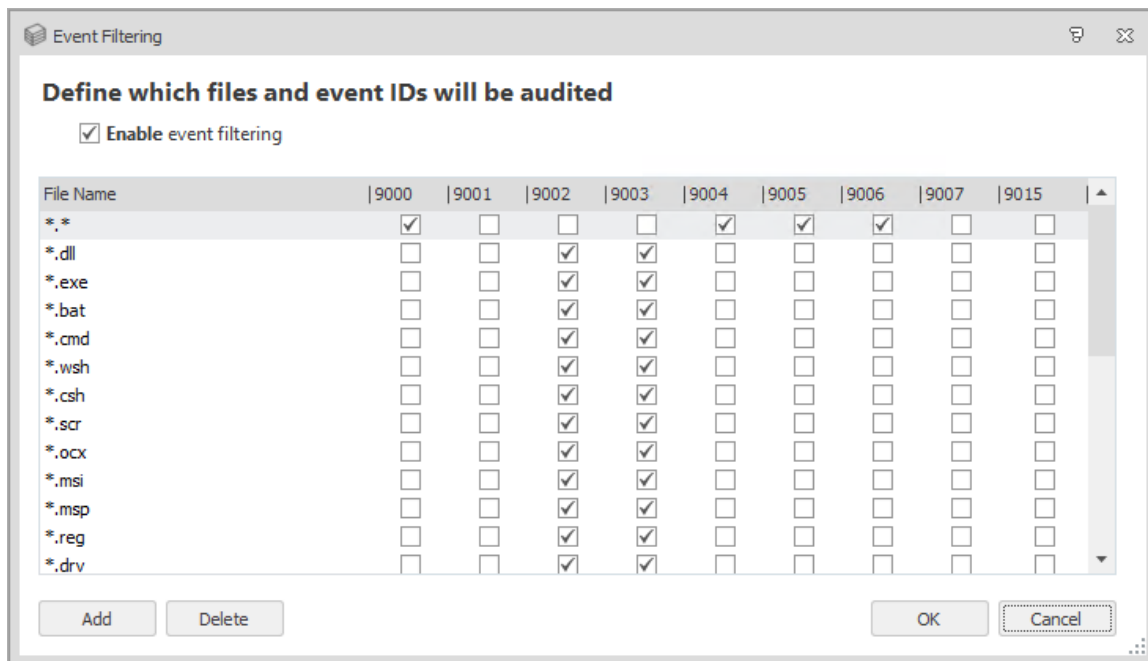 Event Filtering
Define which files and event IDs will be audited
Enable event filtering
File Name |9000 |9001 |9002 |9003 |9004 |9005 |9006 |9007 |9015 |
*.*
*.dll
*.exe
*.bat
*.cmd
*.wsh
*.csh
*.scr
*.ocx
*.msi
*.msp
*.reg
*.drv
Add Delete OK Cancel